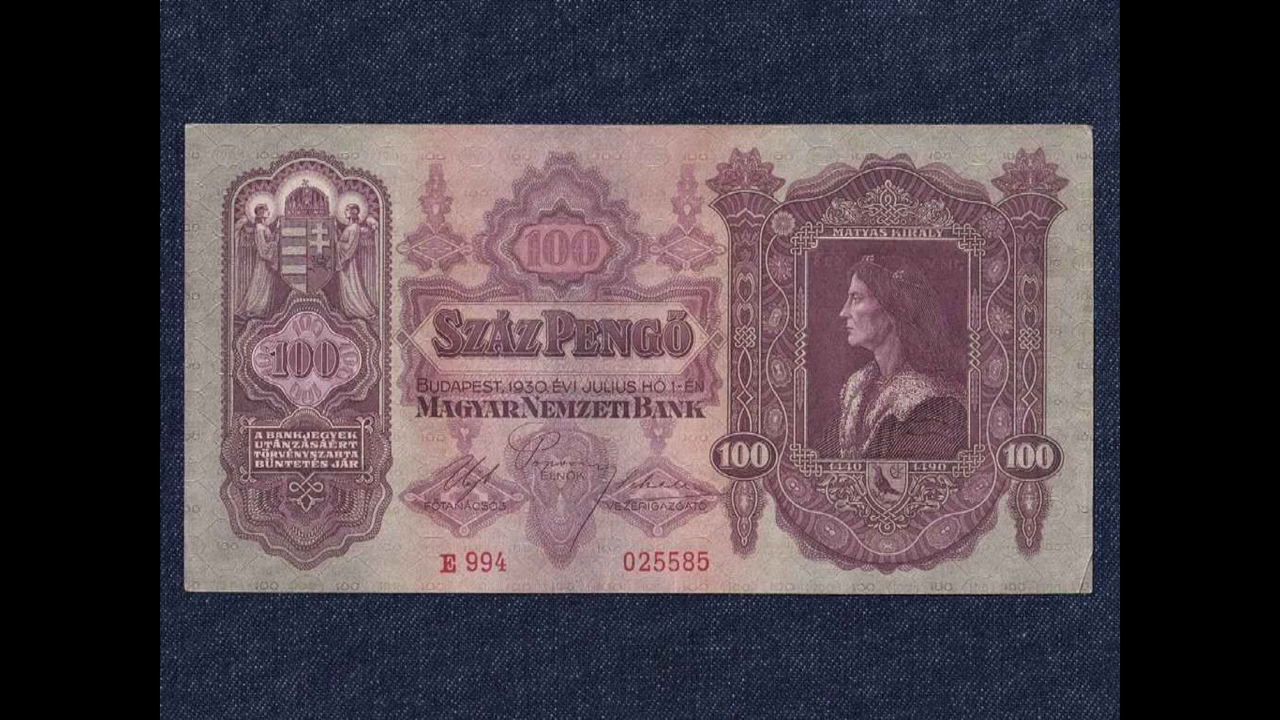 100
SZÁZ PENGŐ
BUDAPEST, 1930. ÉVI JULIUS HÓ 1-ÉN
MAGYAR NEMZETI BANK
100
A BANKJEGYEK
UTÁNZÁSÁÉRT
TÖRVÉNYSZABTA
BÜNTETÉS JÁR
ELNÖK
FŐTANÁCSOS
VEZÉRIGAZGATÓ
E 994
025585
MÁTYÁS KIRÁLY
100
1440
1490
100